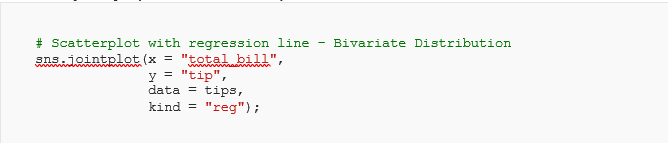 # Scatterplot with regression line - Bivariate Distribution
sns.jointplot(x = "total_bill",
y = "tip",
data = tips,
kind = "reg");